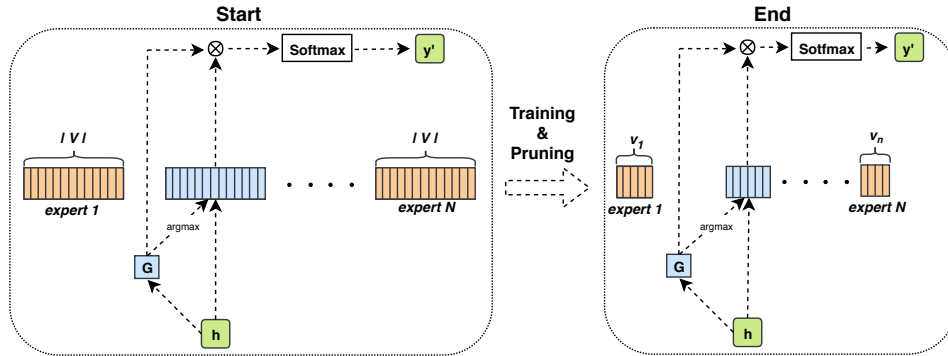 Start
End
⊗
Softmax
y'
⊗
Sotfmax
y'
Training
&
Pruning
| V |
| V |
v1
vn
expert 1
. . . .
expert N
expert 1
. . . .
expert N
argmax
argmax
G
G
h
h